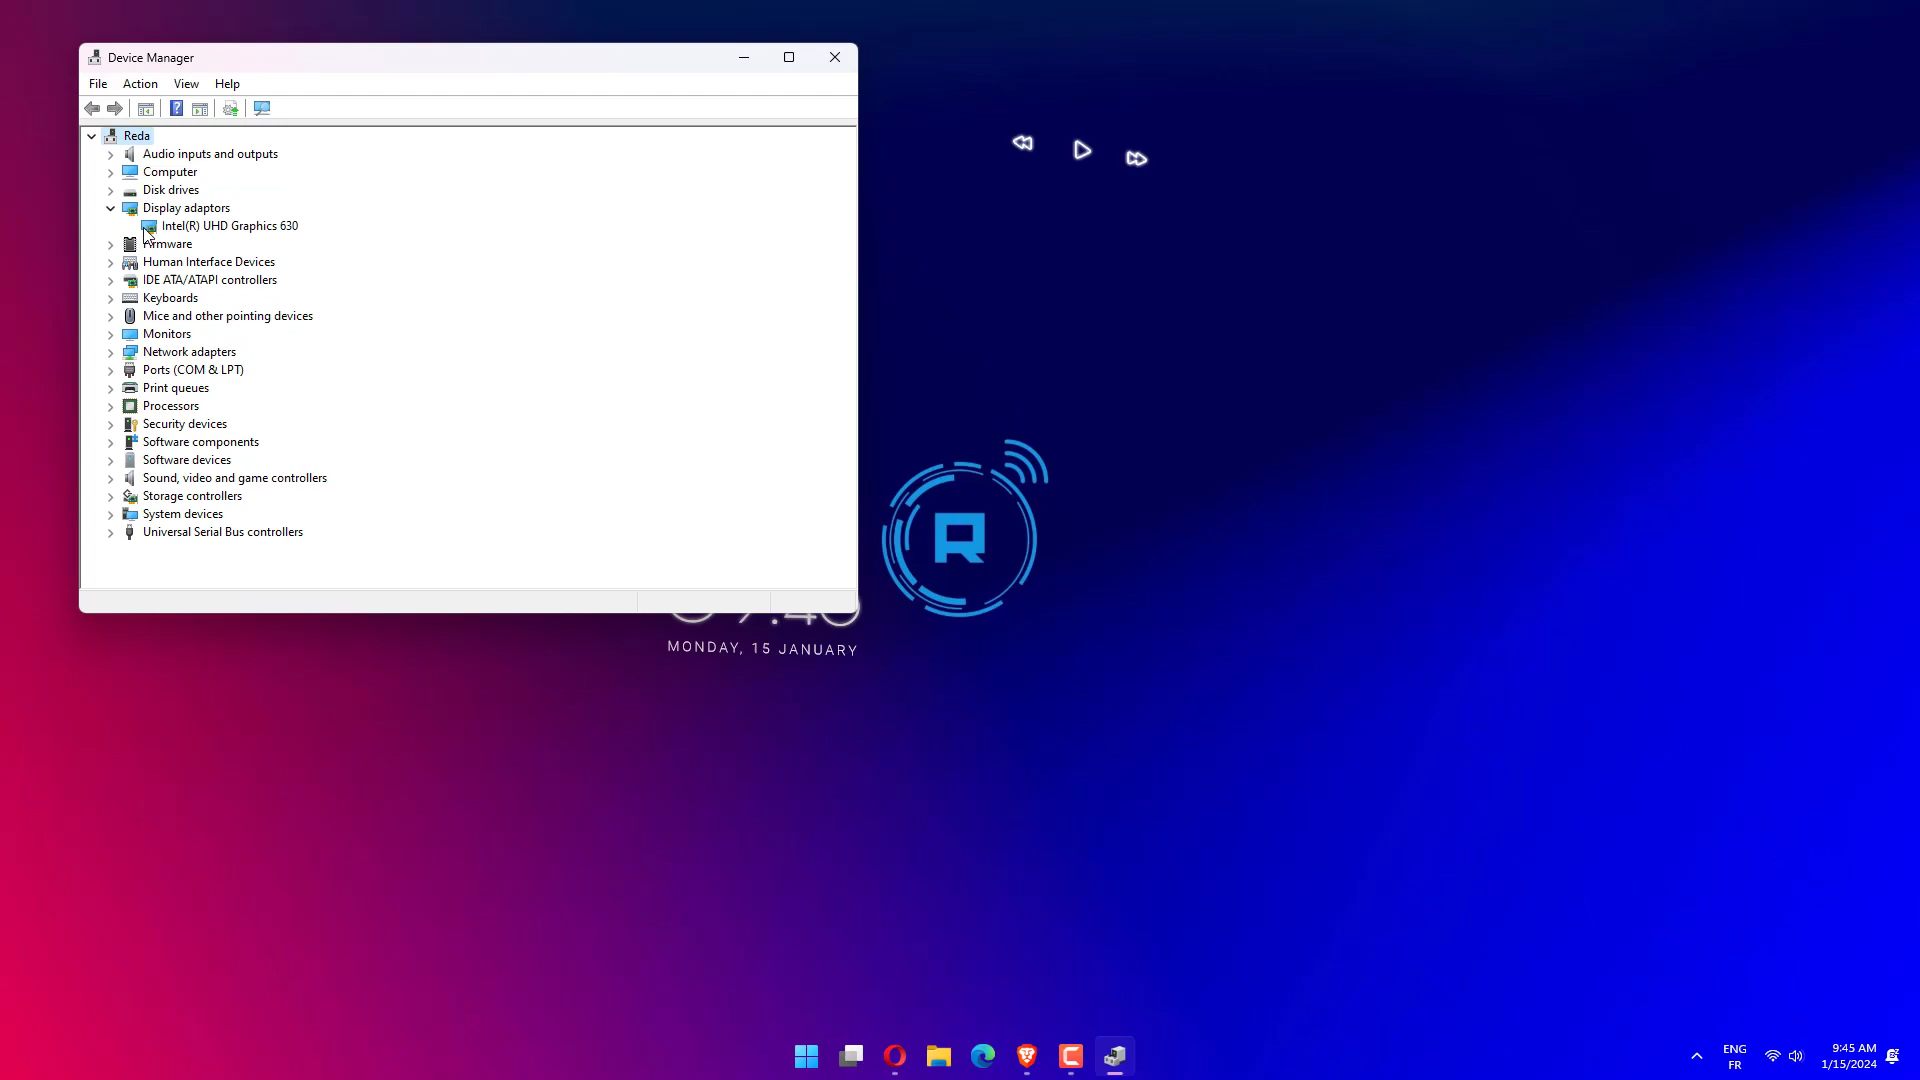 Device Manager
File Action View Help
Reda
Audio inputs and outputs
Computer
Disk drives
Display adaptors
Intel(R) UHD Graphics 630
Human Interface Devices
IDE ATA/ATAPI controllers
Keyboards
Mice and other pointing devices
Monitors
Network adapters
Ports (COM & LPT)
Print queues
Processors
Security devices
Software components
Software devices
Sound, video and game controllers
Storage controllers
System devices
Universal Serial Bus controllers
R
MONDAY, 15 JANUARY
ENG
FR
9:45 AM
1/15/2024